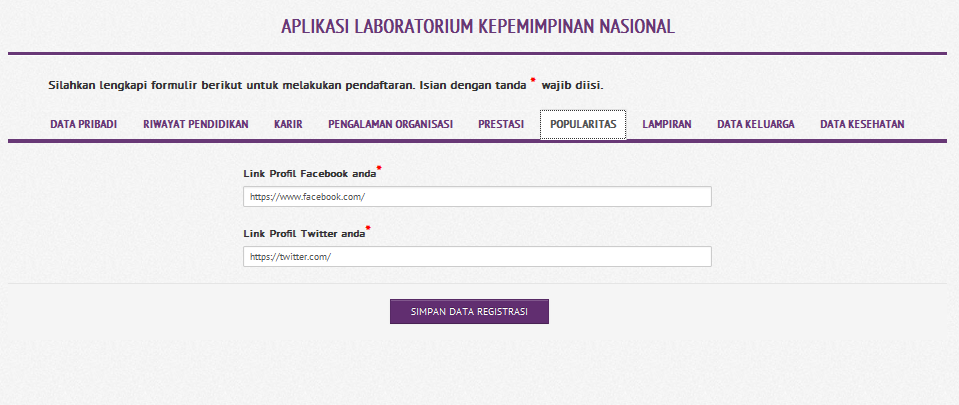 APLIKASI LABORATORIUM KEPEMIMPINAN NASIONAL
Silahkan lengkapi formulir berikut untuk melakukan pendaftaran. Isian dengan tanda * wajib diisi.
DATA PRIBADI RIWAYAT PENDIDIKAN KARIR PENGALAMAN ORGANISASI PRESTASI POPULARITAS LAMPIRAN DATA KELUARGA DATA KESEHATAN
Link Profil Facebook anda*
https://www.facebook.com/
Link Profil Twitter anda*
https://twitter.com/
SIMPAN DATA REGISTRASI